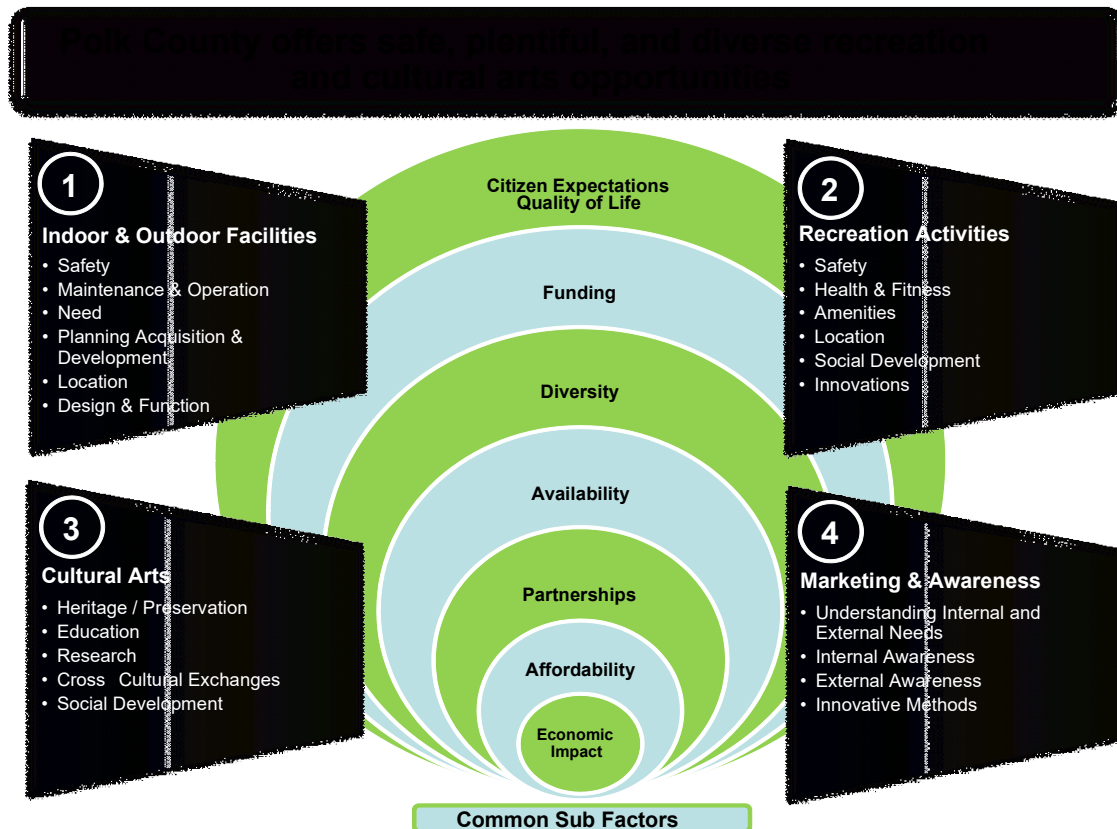 Polk County offers safe, plentiful, and diverse recreation
and cultural arts opportunities
1
Indoor & Outdoor Facilities
• Safety
• Maintenance & Operation
• Need
• Planning Acquisition &
Development
• Location
• Design & Function
2
Recreation Activities
• Safety
• Health & Fitness
• Amenities
• Location
• Social Development
• Innovations
3
Cultural Arts
• Heritage / Preservation
• Education
• Research
• Cross Cultural Exchanges
• Social Development
4
Marketing & Awareness
• Understanding Internal and
External Needs
• Internal Awareness
• External Awareness
• Innovative Methods
Citizen Expectations
Quality of Life
Funding
Diversity
Availability
Partnerships
Affordability
Economic
Impact
Common Sub Factors